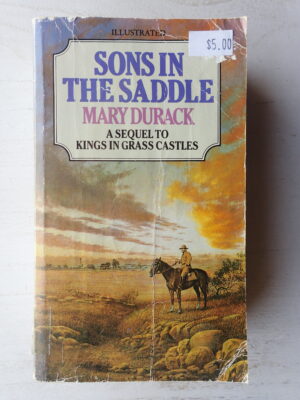 ILLUSTRATED
$5.00
SONS IN
THE SADDLE
MARY DURACK
A SEQUEL TO
KINGS IN GRASS CASTLES